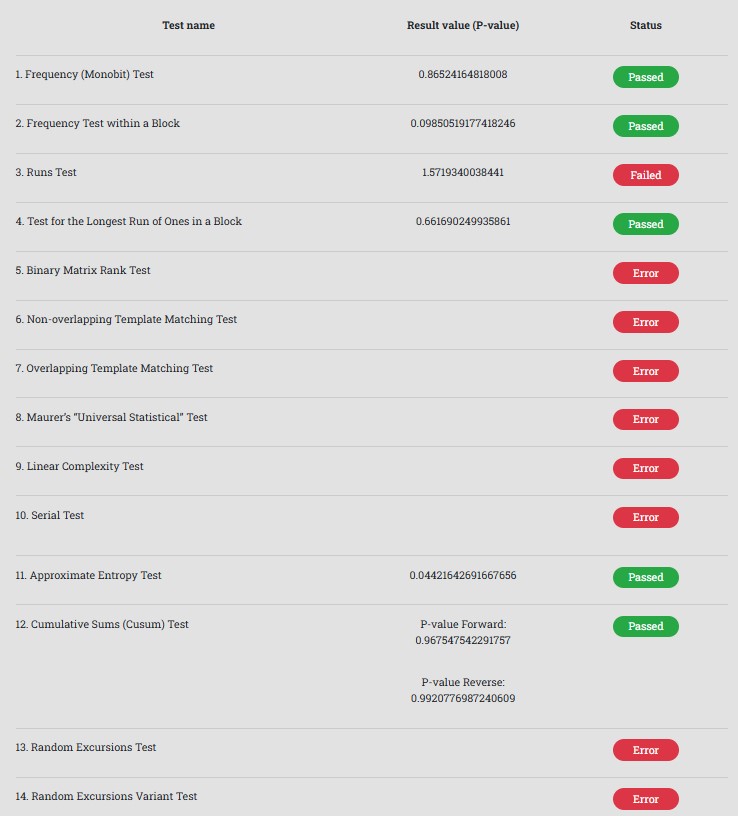 Test name Result value (P-value) Status
1. Frequency (Monobit) Test 0.86524164818008 Passed
2. Frequency Test within a Block 0.09850519177418246 Passed
3. Runs Test 1.5719340038441 Failed
4. Test for the Longest Run of Ones in a Block 0.661690249935861 Passed
5. Binary Matrix Rank Test Error
6. Non-overlapping Template Matching Test Error
7. Overlapping Template Matching Test Error
8. Maurer's “Universal Statistical” Test Error
9. Linear Complexity Test Error
10. Serial Test Error
11. Approximate Entropy Test 0.04421642691667656 Passed
12. Cumulative Sums (Cusum) Test P-value Forward: Passed
0.967547542291757
P-value Reverse:
0.9920776987240609
13. Random Excursions Test Error
14. Random Excursions Variant Test Error